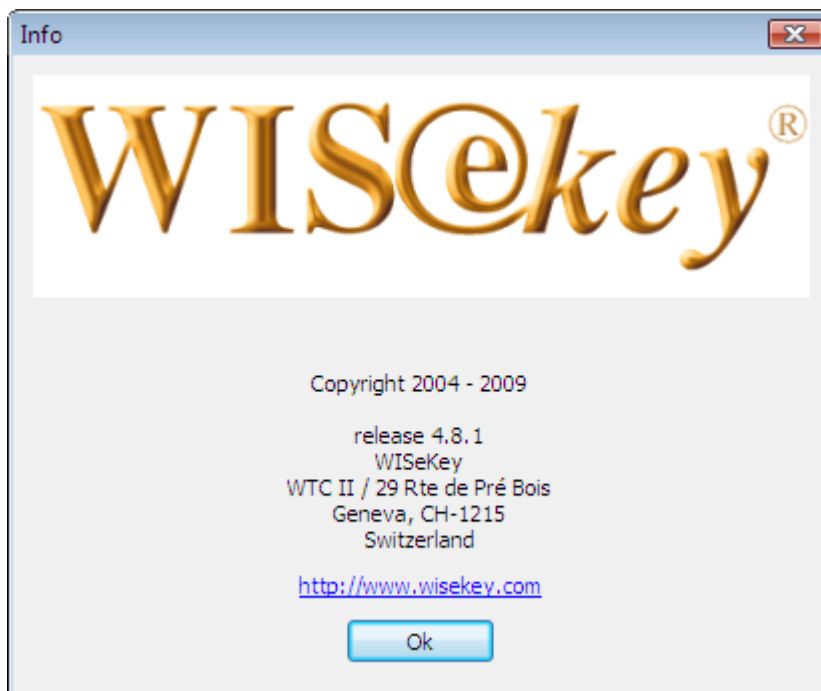 Info
WIS@key®
Copyright 2004 - 2009
release 4.8.1
WISeKey
WTC II / 29 Rte de Pré Bois
Geneva, CH-1215
Switzerland
http://www.wisekey.com
Ok